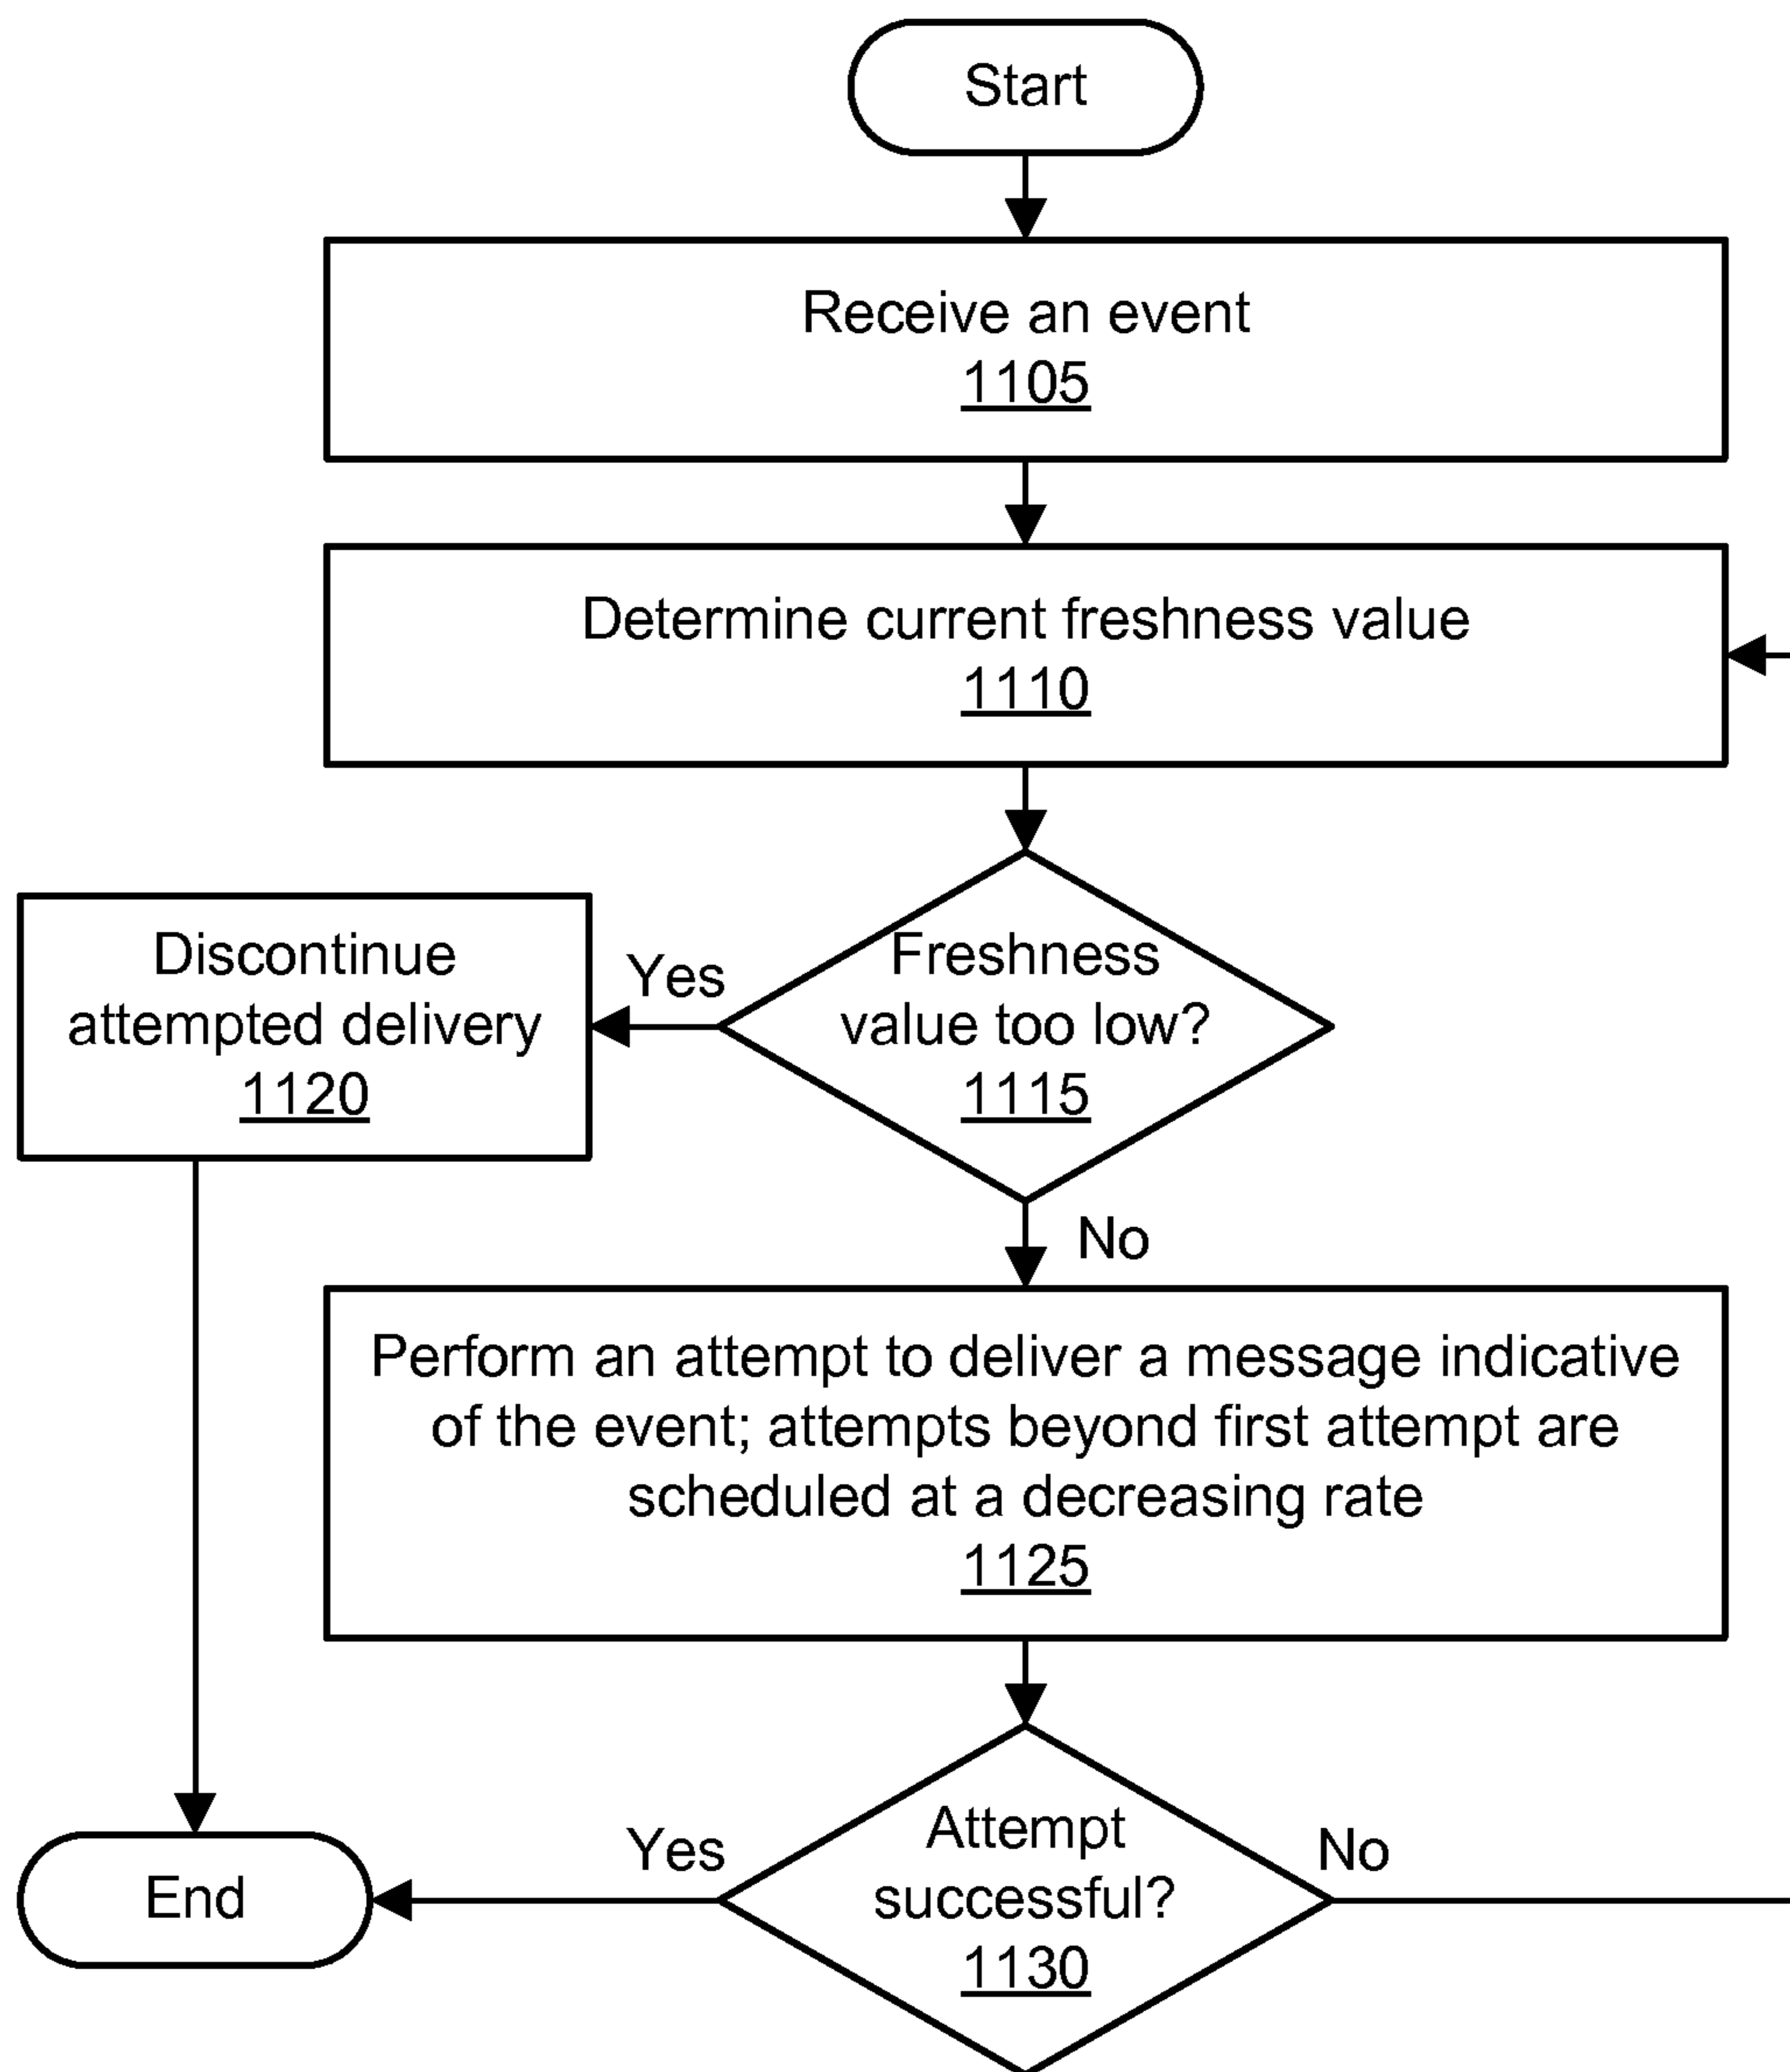 Start
Receive an event
1105
Determine current freshness value
1110
Freshness
value too low?
1115
Yes
Discontinue
attempted delivery
1120
No
Perform an attempt to deliver a message indicative
of the event; attempts beyond first attempt are
scheduled at a decreasing rate
1125
Attempt
successful?
1130
Yes
No
End